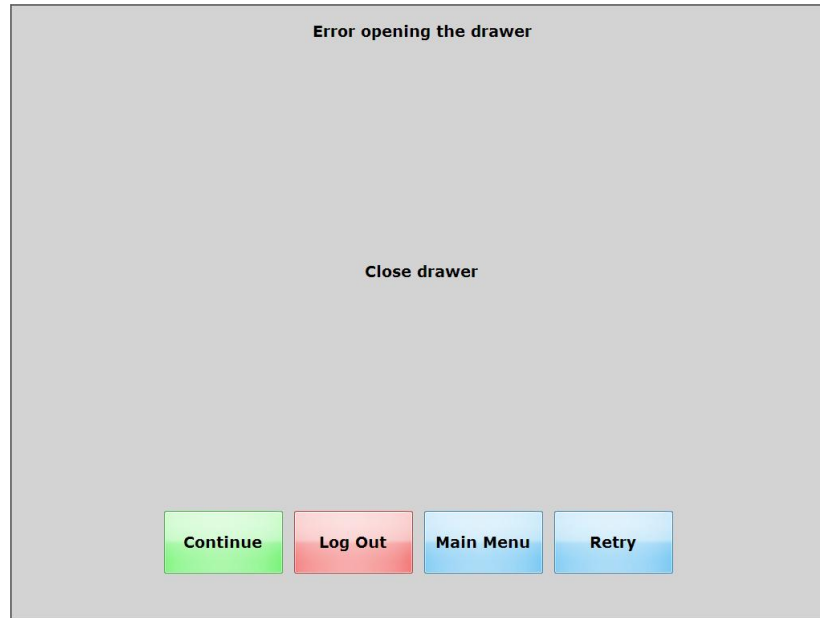 Error opening the drawer
Close drawer
Continue
Log Out
Main Menu
Retry